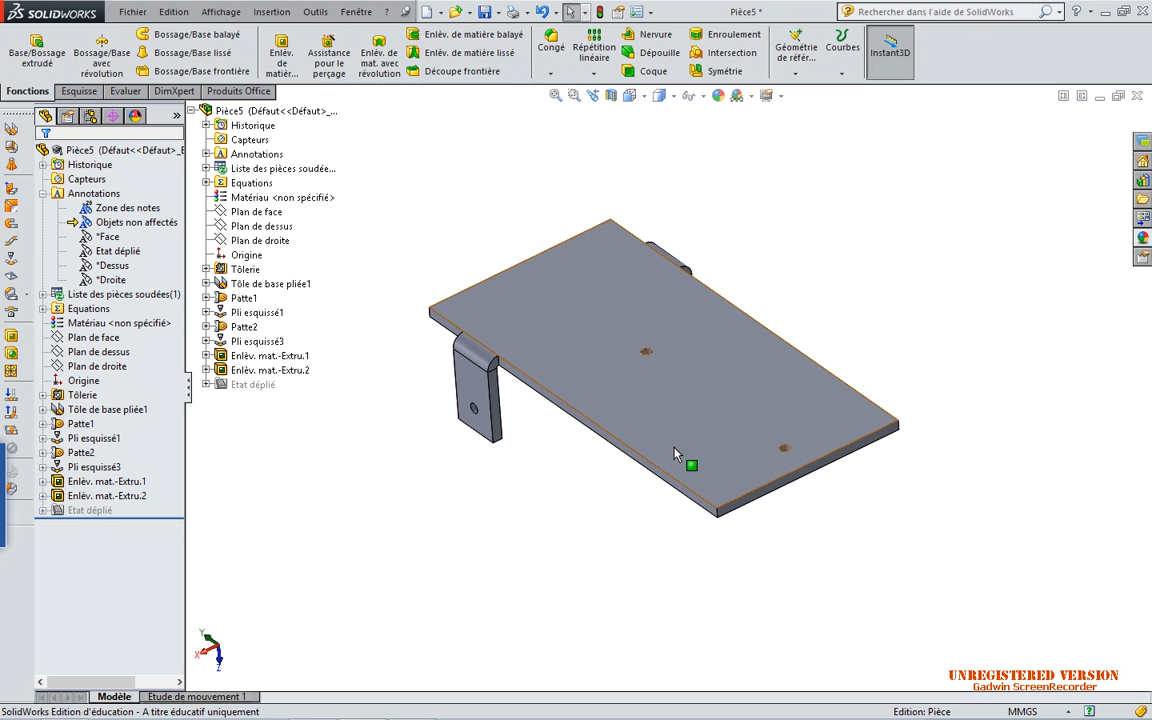 SOLIDWORKS
Fichier
Edition
Affichage
Insertion
Outils
Fenêtre
?
Pièce5 *
Rechercher dans l'aide de SolidWorks
Base/Bossage extrudé
Bossage/Base avec révolution
Bossage/Base balayé
Bossage/Base lissé
Bossage/Base frontière
Enlèv. de matièr...
Assistance pour le perçage
Enlèv. de mat. avec révolution
Enlèv. de matière balayé
Enlèv. de matière lissé
Découpe frontière
Congé
Répétition linéaire
Nervure
Dépouille
Coque
Enroulement
Intersection
Symétrie
Géométrie de référ...
Courbes
Instant3D
Fonctions
Esquisse
Evaluer
DimXpert
Produits Office
Pièce5 (Défaut<<Défaut>_E
Historique
Capteurs
Annotations
Zone des notes
Objets non affectés
*Face
Etat déplié
*Dessus
*Droite
Liste des pièces soudées(1)
Equations
Matériau <non spécifié>
Plan de face
Plan de dessus
Plan de droite
Origine
Tôlerie
Tôle de base pliée1
Patte1
Pli esquissé1
Patte2
Pli esquissé3
Enlèv. mat.-Extru.1
Enlèv. mat.-Extru.2
Etat déplié
Pièce5 (Défaut<<Défaut>_...
Historique
Capteurs
Annotations
Liste des pièces soudée...
Equations
Matériau <non spécifié>
Plan de face
Plan de dessus
Plan de droite
Origine
Tôlerie
Tôle de base pliée1
Patte1
Pli esquissé1
Patte2
Pli esquissé3
Enlèv. mat.-Extru.1
Enlèv. mat.-Extru.2
Etat déplié
Y
X
Z
UNREGISTERED VERSION
Gadwin ScreenRecorder
Modèle
Etude de mouvement 1
SolidWorks Edition d'éducation - A titre éducatif uniquement
Edition: Pièce
MMGS